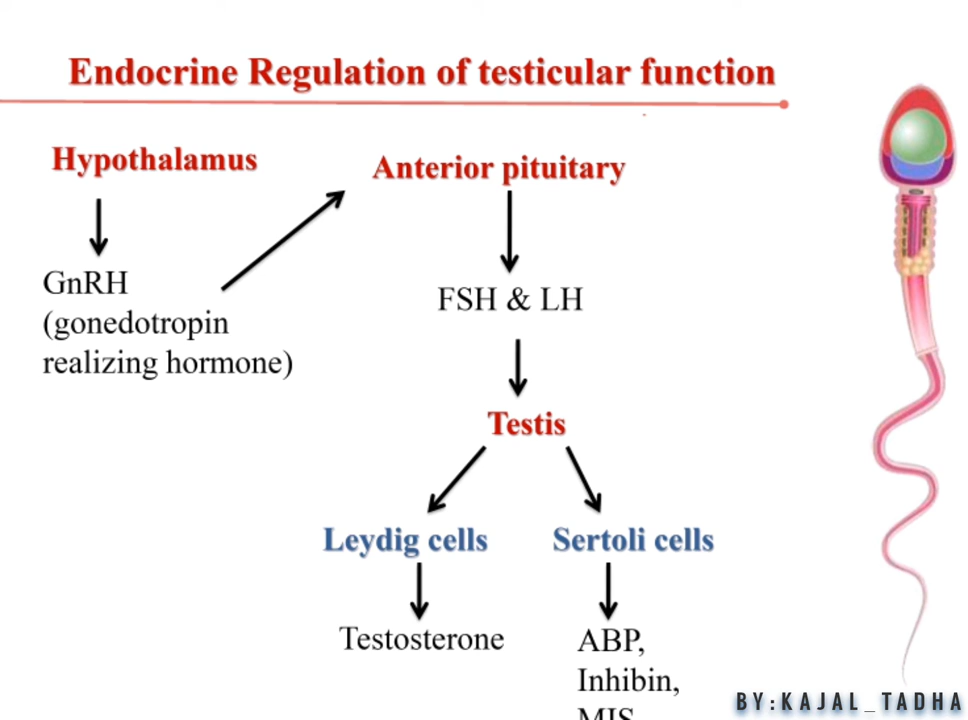 Endocrine Regulation of testicular function
Hypothalamus
Anterior pituitary
GnRH
(gonedotropin
realizing hormone)
FSH & LH
Testis
Leydig cells
Sertoli cells
Testosterone
ABP,
Inhibin,
MIS
BY:KAJAL_TADHA